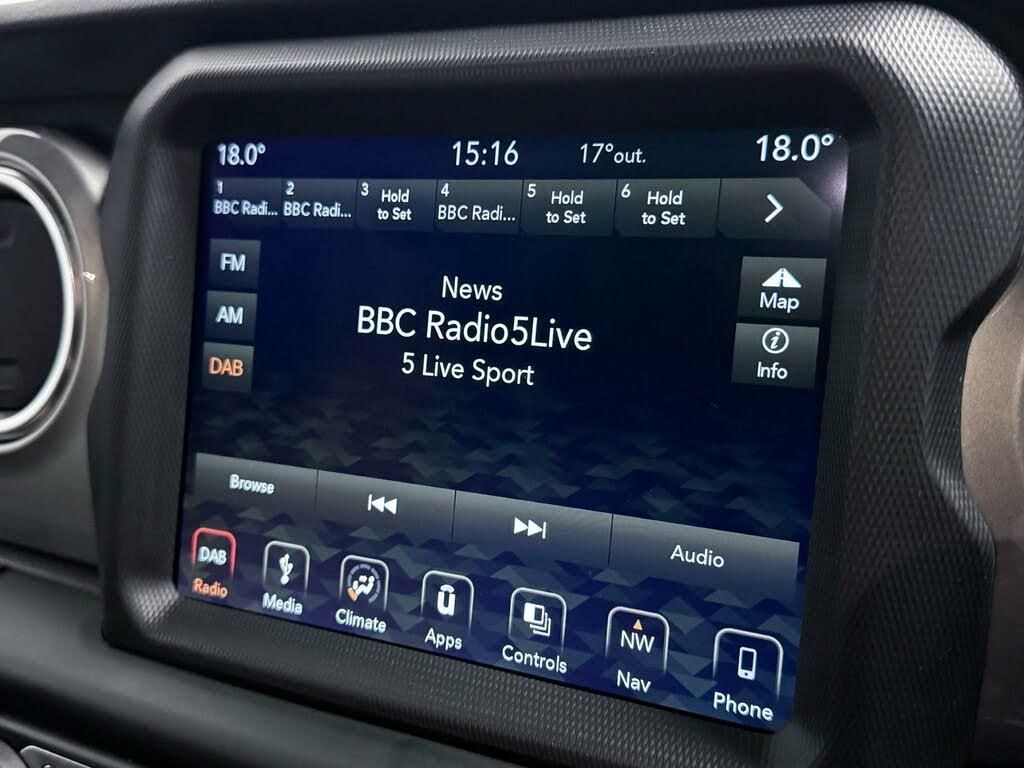 18.0° 15:16 17°out. 18.0°
1 BBC Radi...
2 BBC Radi...
3 Hold
to Set
4 BBC Radi...
5 Hold
to Set
6 Hold
to Set
FM
AM
DAB
News
BBC Radio5Live
5 Live Sport
Map
Info
Browse
Audio
DAB
Radio
Media
Climate
Apps
Controls
NW
Nav
Phone